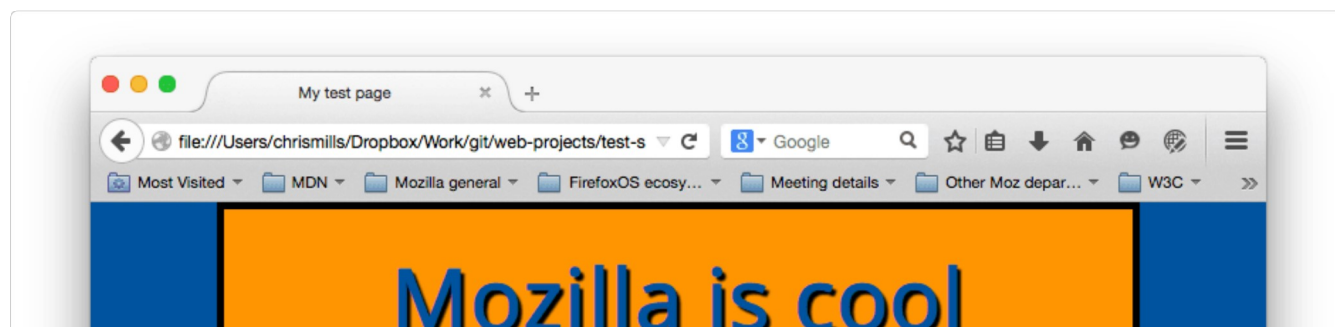 My test page
file:///Users/chrismills/Dropbox/Work/git/web-projects/test-s
8 Google
Most Visited MDN Mozilla general FirefoxOS ecosy... Meeting details Other Moz depar... W3C
Mozilla is cool